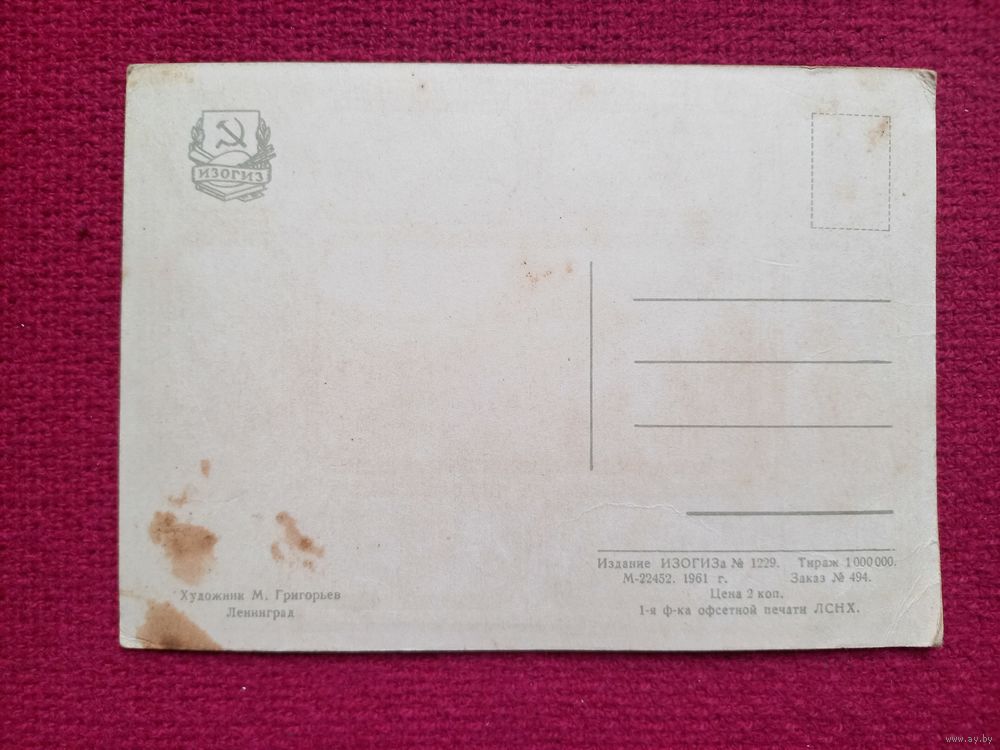 ИЗОГИЗ
Художник М. Григорьев
Ленинград
Издание ИЗОГИЗа № 1229. Тираж 1 000 000.
М-22452. 1961 г. Заказ № 494.
Цена 2 коп.
1-я ф-ка офсетной печати ЛСНХ.
www.ay.by